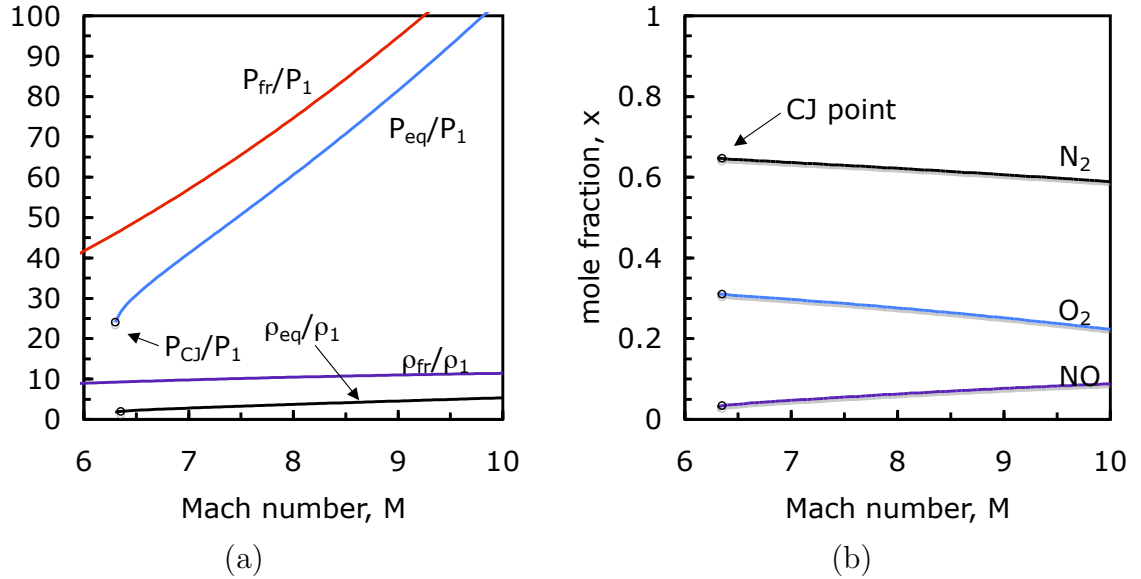 100
90
80
70
60
50
40
30
20
10
0
P_fr/P_1
P_eq/P_1
P_CJ/P_1
ρ_eq/ρ_1
ρ_fr/ρ_1
6 7 8 9 10
Mach number, M
(a)
mole fraction, x
1
0.8
0.6
0.4
0.2
0
CJ point
N_2
O_2
NO
6 7 8 9 10
Mach number, M
(b)